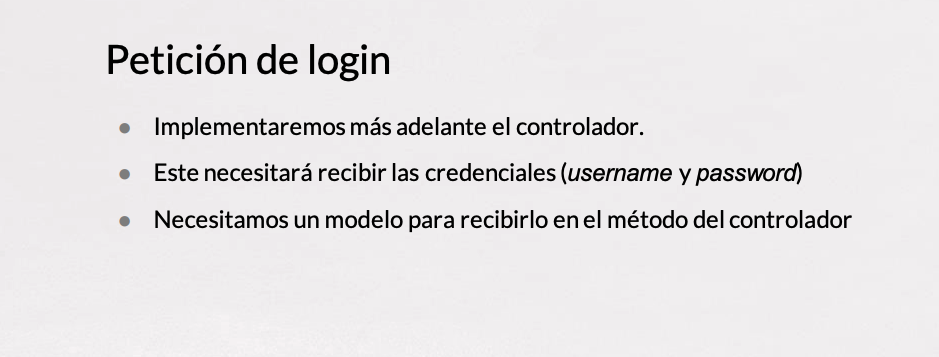 Petición de login
● Implementaremos más adelante el controlador.
● Este necesitará recibir las credenciales (username y password)
● Necesitamos un modelo para recibirlo en el método del controlador